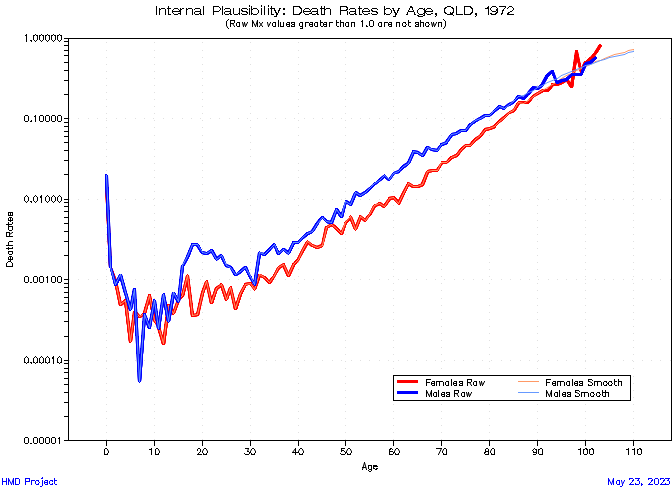 Internal Plausibility: Death Rates by Age, QLD, 1972
(Raw Mx values greater than 1.0 are not shown)
1.00000
0.10000
0.01000
0.00100
0.00010
0.00001
Death Rates
0 10 20 30 40 50 60 70 80 90 100 110
Age
Females Raw Females Smooth
Males Raw Males Smooth
HMD Project May 23, 2023